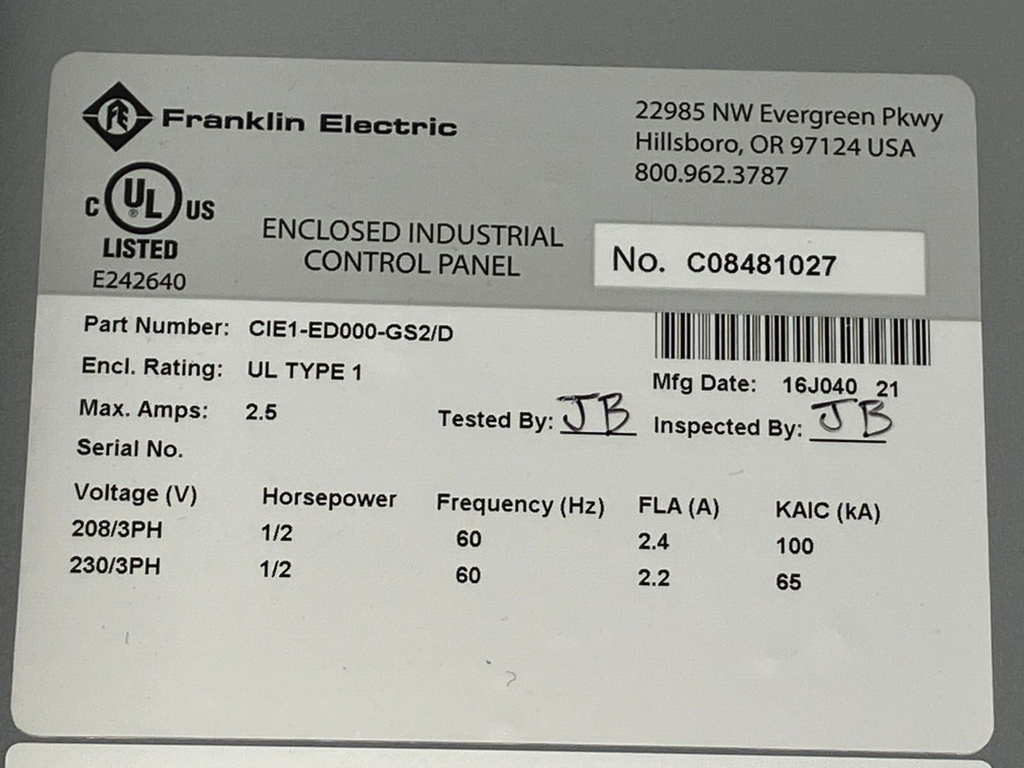 FE Franklin Electric
22985 NW Evergreen Pkwy
Hillsboro, OR 97124 USA
800.962.3787
C UL® US
LISTED
E242640
ENCLOSED INDUSTRIAL
CONTROL PANEL
No. C08481027
Part Number: CIE1-ED000-GS2/D
Encl. Rating: UL TYPE 1
Max. Amps: 2.5
Mfg Date: 16J040 21
Tested By: JB Inspected By: JB
Serial No.
Voltage (V) Horsepower Frequency (Hz) FLA (A) KAIC (kA)
208/3PH 1/2 60 2.4 100
230/3PH 1/2 60 2.2 65